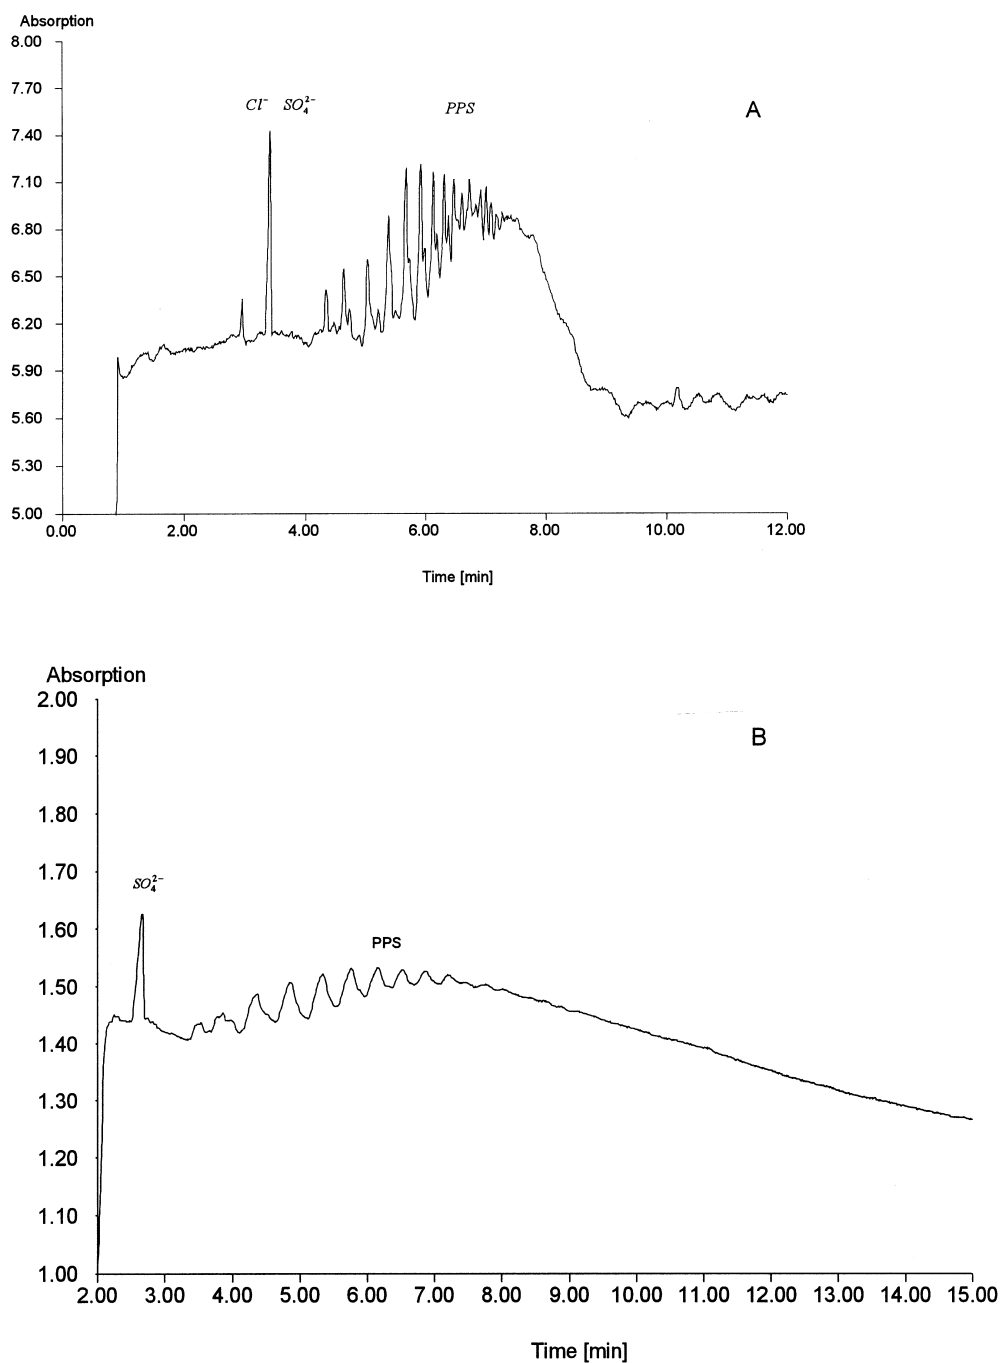 Absorption
8.00
7.70
Cl⁻ SO₄²⁻ PPS A
7.40
7.10
6.80
6.50
6.20
5.90
5.60
5.30
5.00
0.00 2.00 4.00 6.00 8.00 10.00 12.00
Time [min]
Absorption
2.00
B
1.90
1.80
1.70
SO₄²⁻
1.60
PPS
1.50
1.40
1.30
1.20
1.10
1.00
2.00 3.00 4.00 5.00 6.00 7.00 8.00 9.00 10.00 11.00 12.00 13.00 14.00 15.00
Time [min]